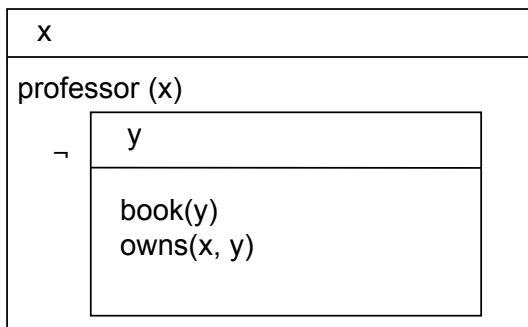 x
professor (x)
¬ y
book(y)
owns(x, y)